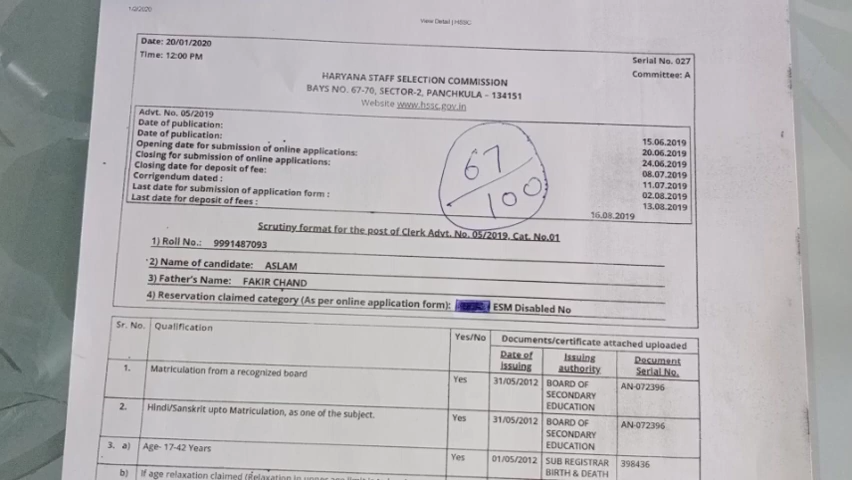 1/2/2020
View Detail | HSSC
Date: 20/01/2020
Serial No. 027
Time: 12:00 PM
Committee: A
HARYANA STAFF SELECTION COMMISSION
BAYS NO. 67-70, SECTOR-2, PANCHKULA - 134151
Website www.hssc.gov.in
Advt. No. 05/2019
Date of publication: 15.06.2019
Date of publication: 20.06.2019
Opening date for submission of online applications: 24.06.2019
Closing for submission of online applications: 08.07.2019
Closing date for deposit of fee: 11.07.2019
Corrigendum dated : 02.08.2019
Last date for submission of application form : 13.08.2019
Last date for deposit of fees : 16.08.2019
67
100
Scrutiny format for the post of Clerk Advt. No. 05/2019, Cat. No.01
1) Roll No.: 9991487093
2) Name of candidate: ASLAM
3) Father's Name: FAKIR CHAND
4) Reservation claimed category (As per online application form): ESM Disabled No
Sr. No. Qualification Yes/No Documents/certificate attached uploaded
Date of Issuing Issuing authority Document Serial No.
1. Matriculation from a recognized board Yes 31/05/2012 BOARD OF SECONDARY EDUCATION AN-072396
2. Hindi/Sanskrit upto Matriculation, as one of the subject. Yes 31/05/2012 BOARD OF SECONDARY EDUCATION AN-072396
3. a) Age- 17-42 Years Yes 01/05/2012 SUB REGISTRAR BIRTH & DEATH 398436
b) If age relaxation claimed (Relaxation in upper age limit is